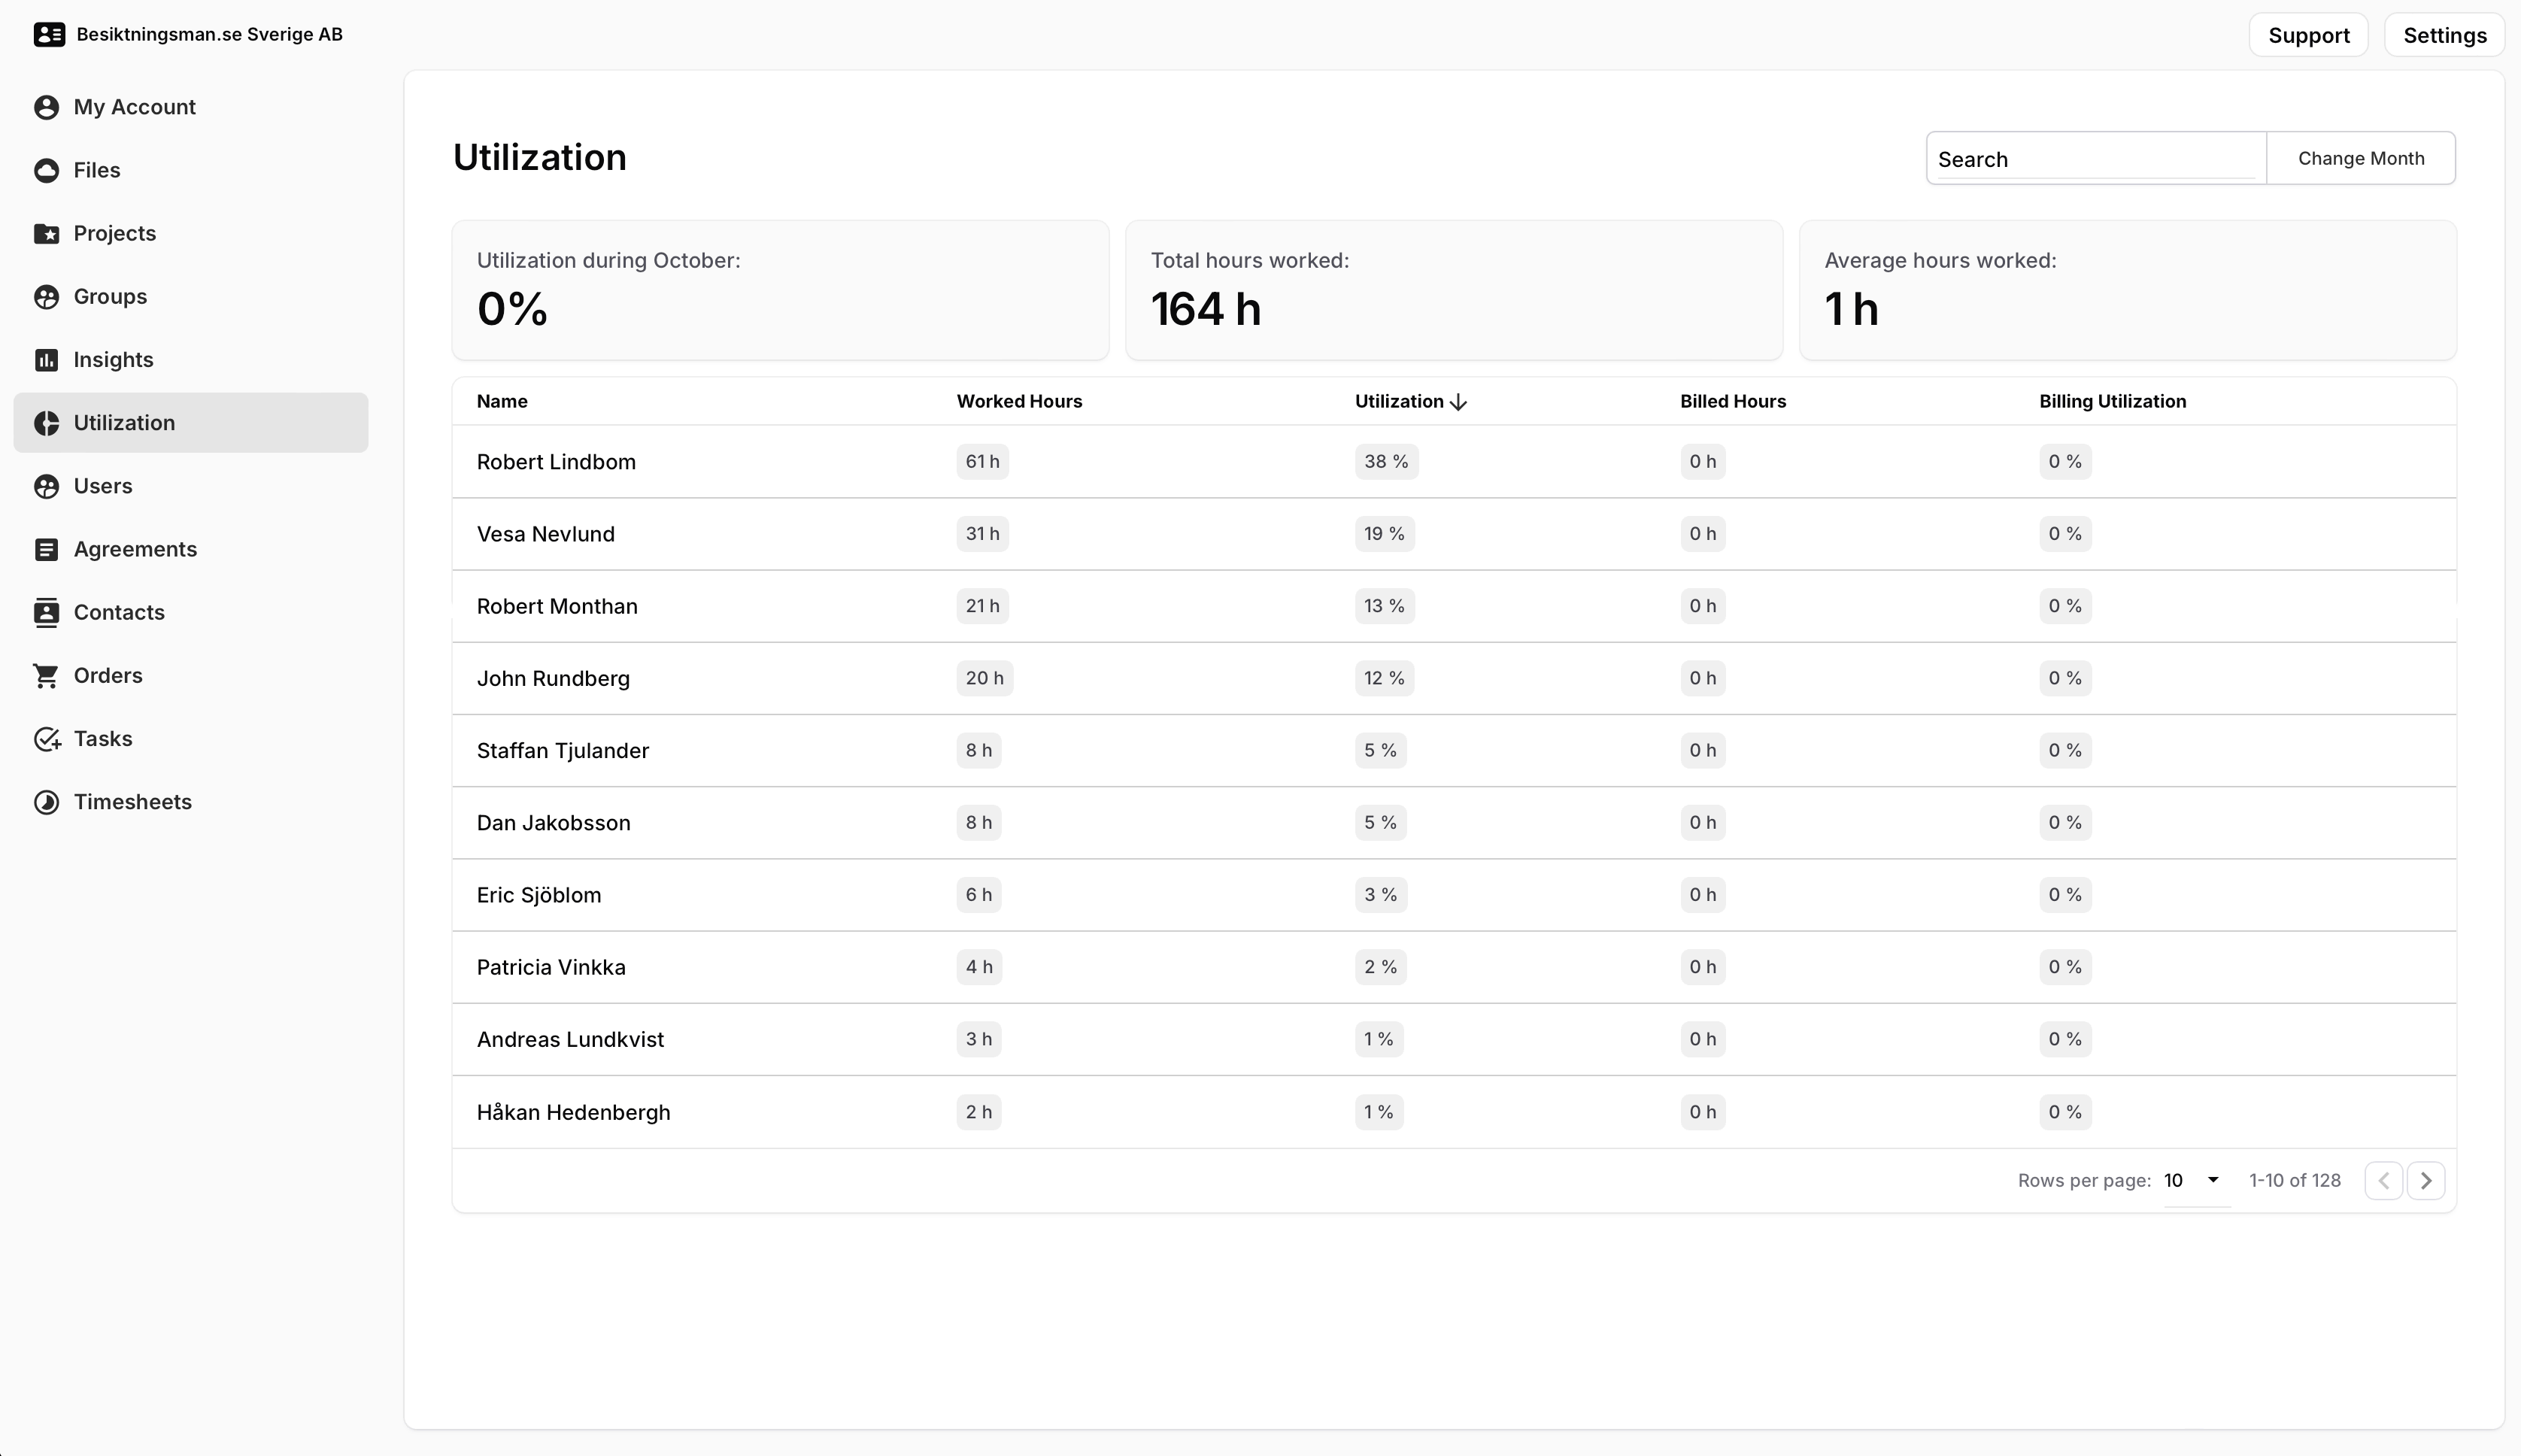 Besiktningsman.se Sverige AB
Support
Settings
My Account
Files
Projects
Groups
Insights
Utilization
Users
Agreements
Contacts
Orders
Tasks
Timesheets
Utilization
Search
Change Month
Utilization during October:
0%
Total hours worked:
164 h
Average hours worked:
1 h
Name Worked Hours Utilization Billed Hours Billing Utilization
Robert Lindbom 61 h 38 % 0 h 0 %
Vesa Nevlund 31 h 19 % 0 h 0 %
Robert Monthan 21 h 13 % 0 h 0 %
John Rundberg 20 h 12 % 0 h 0 %
Staffan Tjulander 8 h 5 % 0 h 0 %
Dan Jakobsson 8 h 5 % 0 h 0 %
Eric Sjöblom 6 h 3 % 0 h 0 %
Patricia Vinkka 4 h 2 % 0 h 0 %
Andreas Lundkvist 3 h 1 % 0 h 0 %
Håkan Hedenbergh 2 h 1 % 0 h 0 %
Rows per page: 10 1-10 of 128